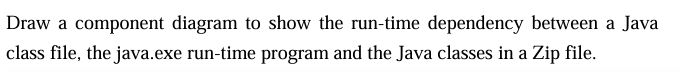 Draw a component diagram to show the run-time dependency between a Java
class file, the java.exe run-time program and the Java classes in a Zip file.